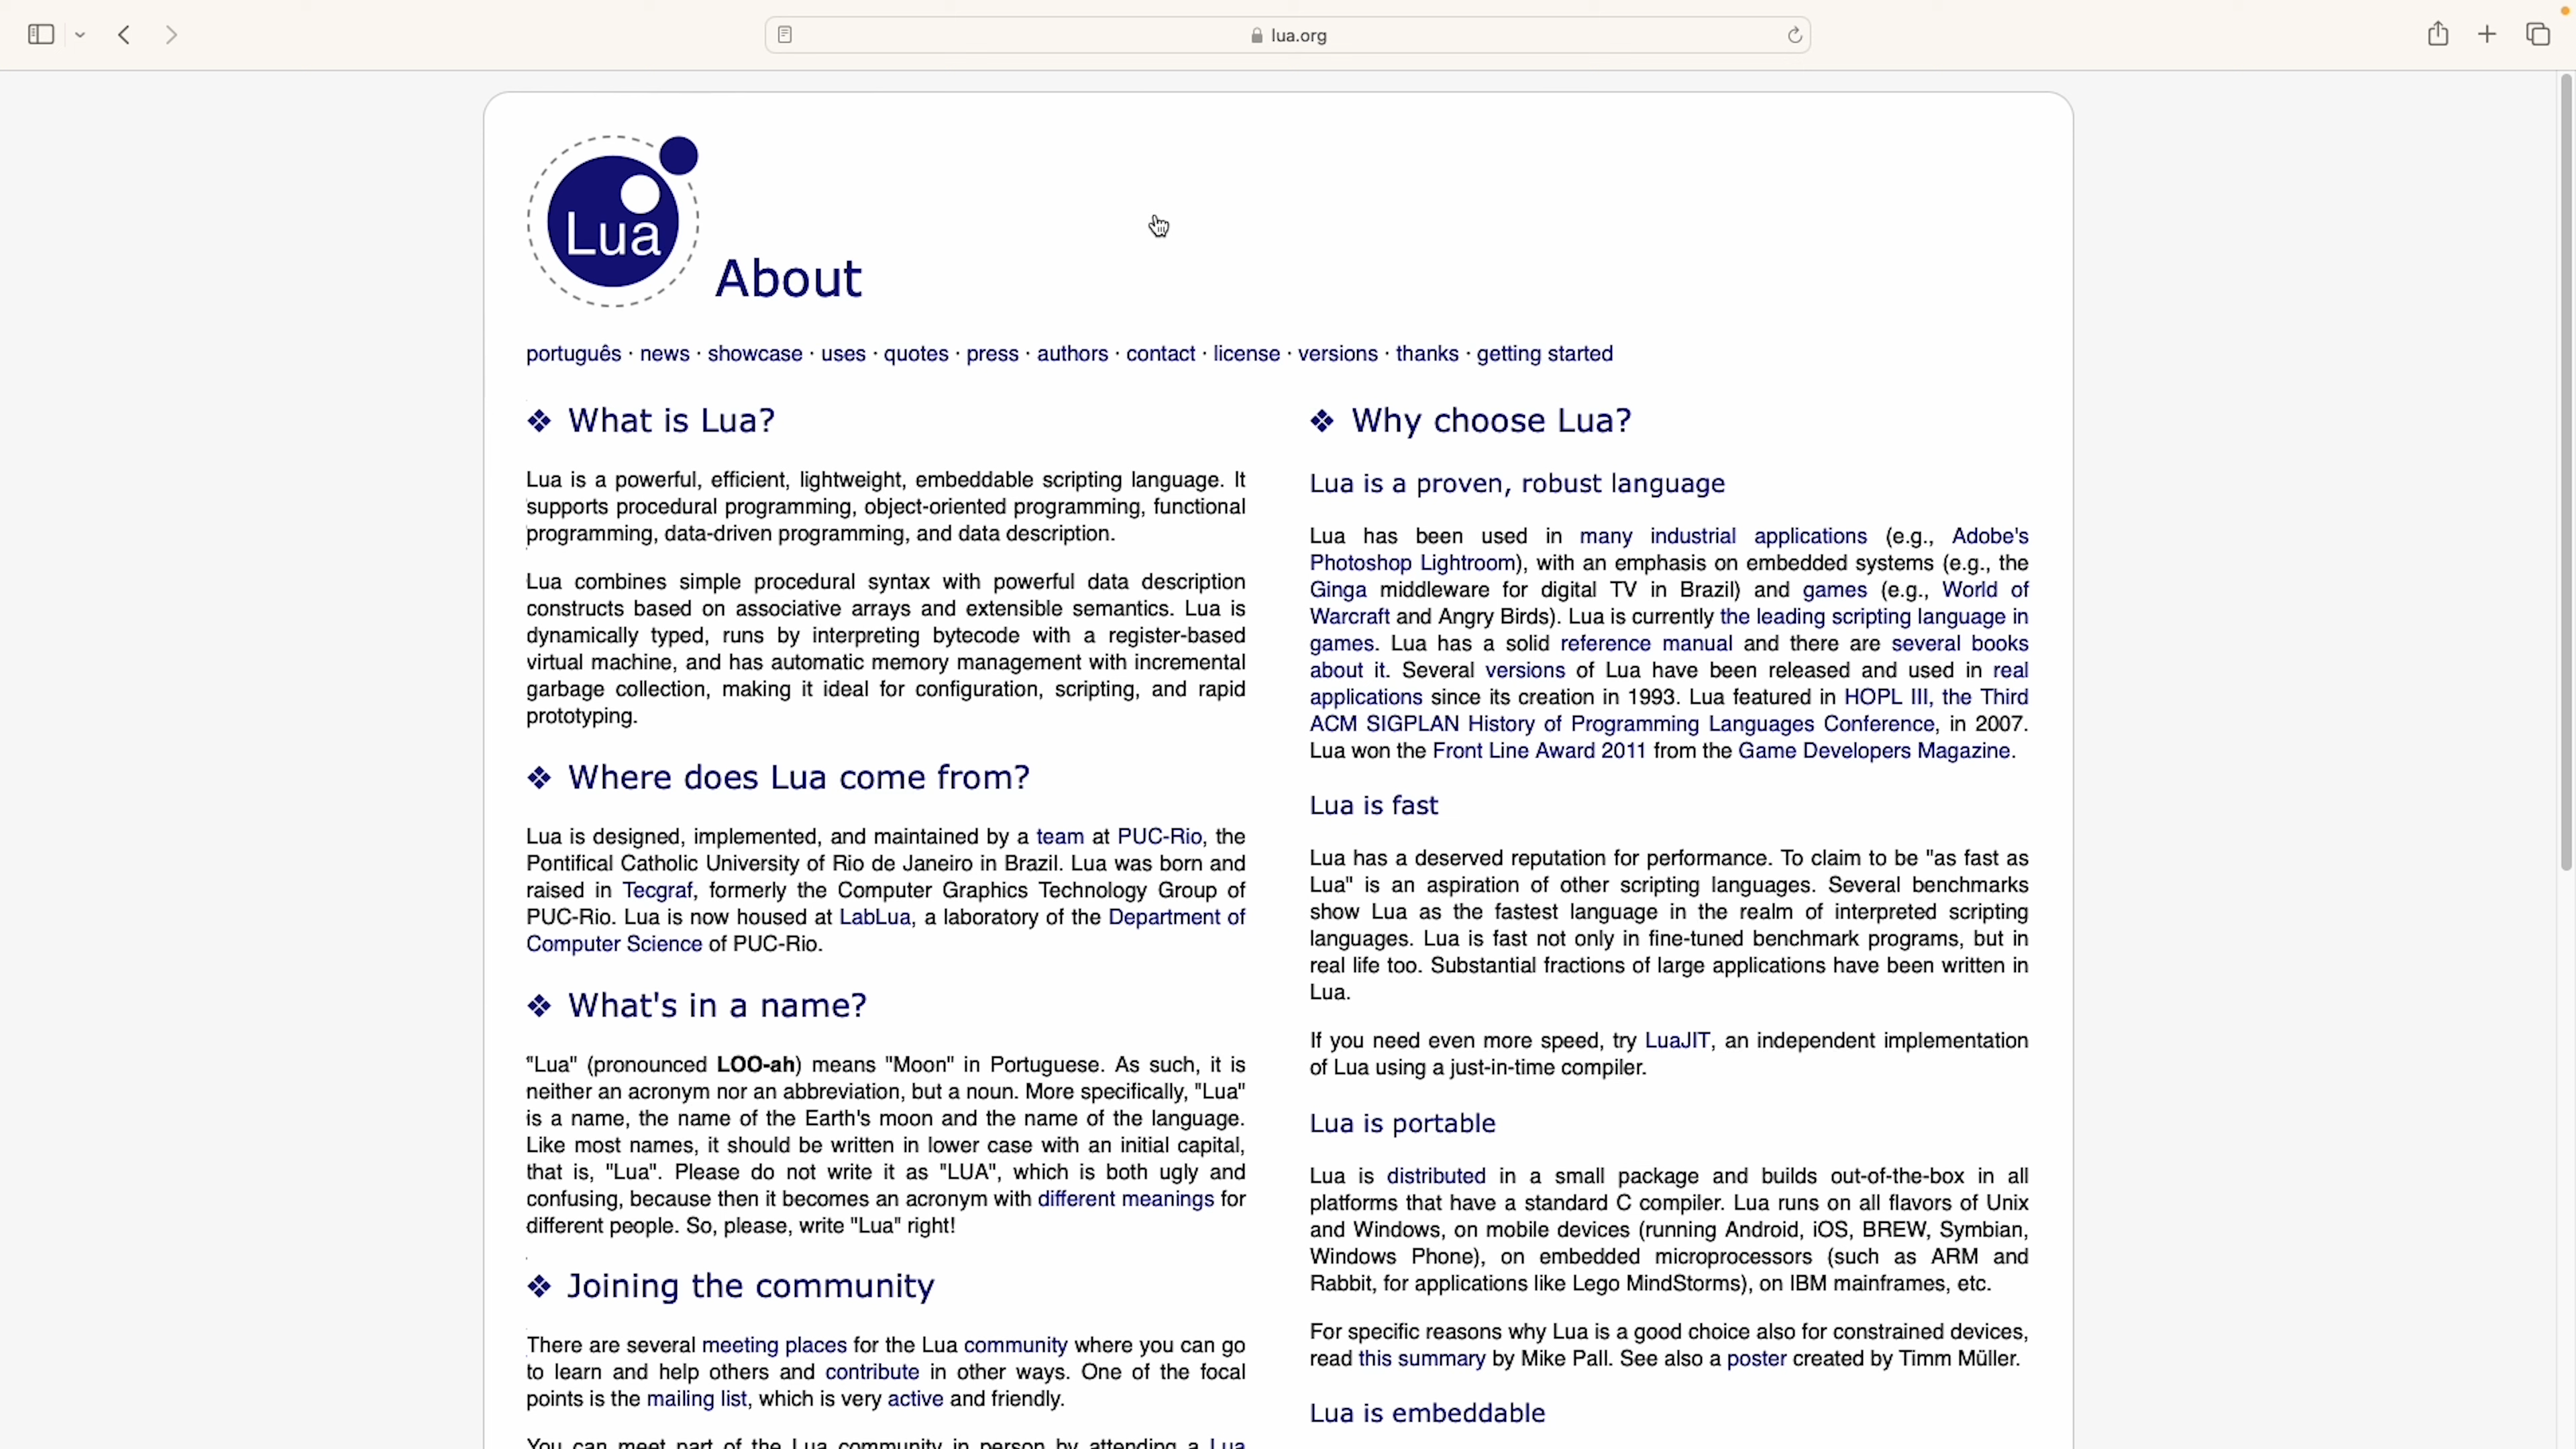 lua.org
Lua
About
português · news · showcase · uses · quotes · press · authors · contact · license · versions · thanks · getting started
❖ What is Lua?
Lua is a powerful, efficient, lightweight, embeddable scripting language. It
supports procedural programming, object-oriented programming, functional
programming, data-driven programming, and data description.
Lua combines simple procedural syntax with powerful data description
constructs based on associative arrays and extensible semantics. Lua is
dynamically typed, runs by interpreting bytecode with a register-based
virtual machine, and has automatic memory management with incremental
garbage collection, making it ideal for configuration, scripting, and rapid
prototyping.
❖ Where does Lua come from?
Lua is designed, implemented, and maintained by a team at PUC-Rio, the
Pontifical Catholic University of Rio de Janeiro in Brazil. Lua was born and
raised in Tecgraf, formerly the Computer Graphics Technology Group of
PUC-Rio. Lua is now housed at LabLua, a laboratory of the Department of
Computer Science of PUC-Rio.
❖ What's in a name?
"Lua" (pronounced LOO-ah) means "Moon" in Portuguese. As such, it is
neither an acronym nor an abbreviation, but a noun. More specifically, "Lua"
is a name, the name of the Earth's moon and the name of the language.
Like most names, it should be written in lower case with an initial capital,
that is, "Lua". Please do not write it as "LUA", which is both ugly and
confusing, because then it becomes an acronym with different meanings for
different people. So, please, write "Lua" right!
❖ Joining the community
There are several meeting places for the Lua community where you can go
to learn and help others and contribute in other ways. One of the focal
points is the mailing list, which is very active and friendly.
You can meet part of the Lua community in person by attending a Lua
❖ Why choose Lua?
Lua is a proven, robust language
Lua has been used in many industrial applications (e.g., Adobe's
Photoshop Lightroom), with an emphasis on embedded systems (e.g., the
Ginga middleware for digital TV in Brazil) and games (e.g., World of
Warcraft and Angry Birds). Lua is currently the leading scripting language in
games. Lua has a solid reference manual and there are several books
about it. Several versions of Lua have been released and used in real
applications since its creation in 1993. Lua featured in HOPL III, the Third
ACM SIGPLAN History of Programming Languages Conference, in 2007.
Lua won the Front Line Award 2011 from the Game Developers Magazine.
Lua is fast
Lua has a deserved reputation for performance. To claim to be "as fast as
Lua" is an aspiration of other scripting languages. Several benchmarks
show Lua as the fastest language in the realm of interpreted scripting
languages. Lua is fast not only in fine-tuned benchmark programs, but in
real life too. Substantial fractions of large applications have been written in
Lua.
If you need even more speed, try LuaJIT, an independent implementation
of Lua using a just-in-time compiler.
Lua is portable
Lua is distributed in a small package and builds out-of-the-box in all
platforms that have a standard C compiler. Lua runs on all flavors of Unix
and Windows, on mobile devices (running Android, iOS, BREW, Symbian,
Windows Phone), on embedded microprocessors (such as ARM and
Rabbit, for applications like Lego MindStorms), on IBM mainframes, etc.
For specific reasons why Lua is a good choice also for constrained devices,
read this summary by Mike Pall. See also a poster created by Timm Müller.
Lua is embeddable